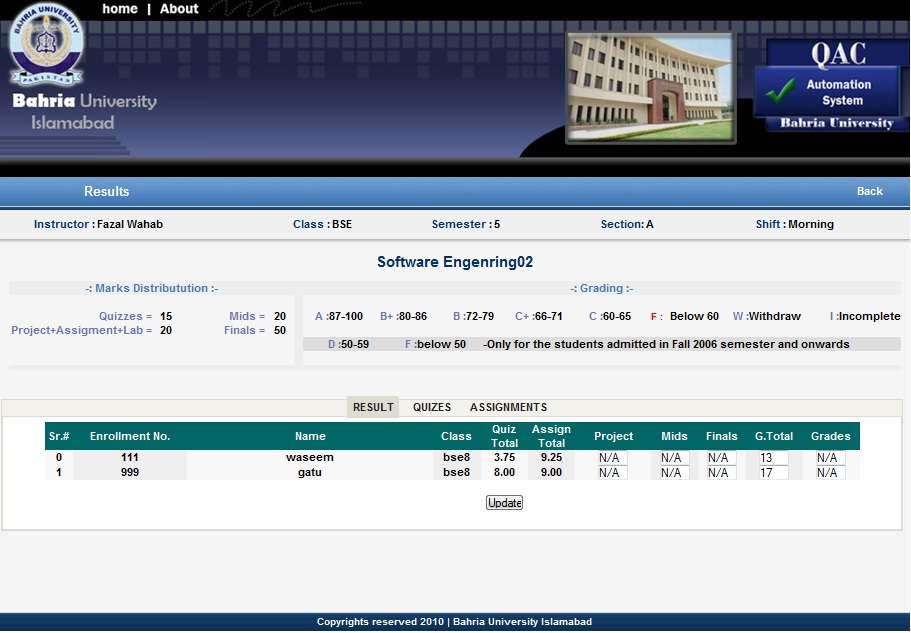 home | About
BAHRIA UNIVERSITY
PAKISTAN
Bahria University
Islamabad
QAC
Automation
System
Bahria University
Results Back
Instructor : Fazal Wahab Class : BSE Semester : 5 Section: A Shift : Morning
Software Engenring02
-: Marks Distributution :- -: Grading :-
Quizzes = 15 Mids = 20 A :87-100 B+ :80-86 B :72-79 C+ :66-71 C :60-65 F : Below 60 W :Withdraw I :Incomplete
Project+Assigment+Lab = 20 Finals = 50
D :50-59 F :below 50 -Only for the students admitted in Fall 2006 semester and onwards
RESULT QUIZES ASSIGNMENTS
Sr.# Enrollment No. Name Class Quiz Total Assign Total Project Mids Finals G.Total Grades
0 111 waseem bse8 3.75 9.25 N/A N/A N/A 13 N/A
1 999 gatu bse8 8.00 9.00 N/A N/A N/A 17 N/A
Update
Copyrights reserved 2010 | Bahria University Islamabad